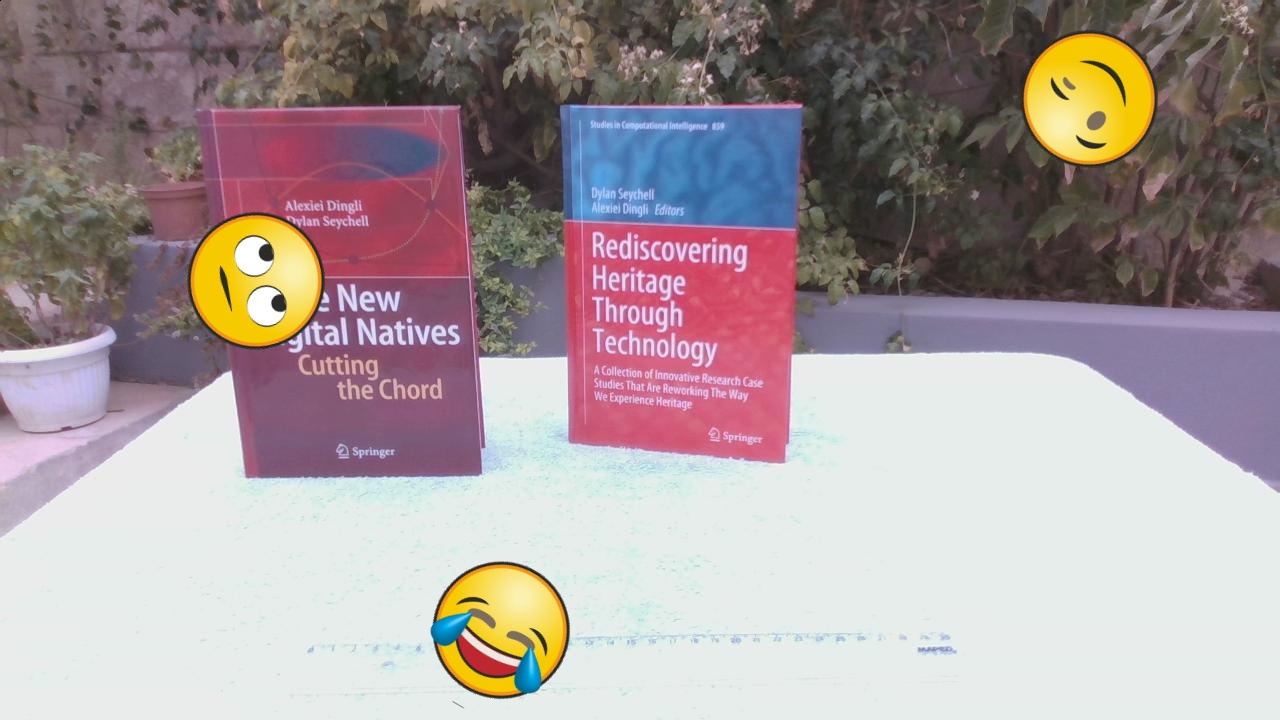 Alexiei Dingli
Dylan Seychell
New
Natives
Cutting
the Chord
Springer
Studies in Computational Intelligence 859
Dylan Seychell
Alexiei Dingli Editors
Rediscovering
Heritage
Through
Technology
A Collection of Innovative Research Case
Studies That Are Reworking The Way
We Experience Heritage
Springer